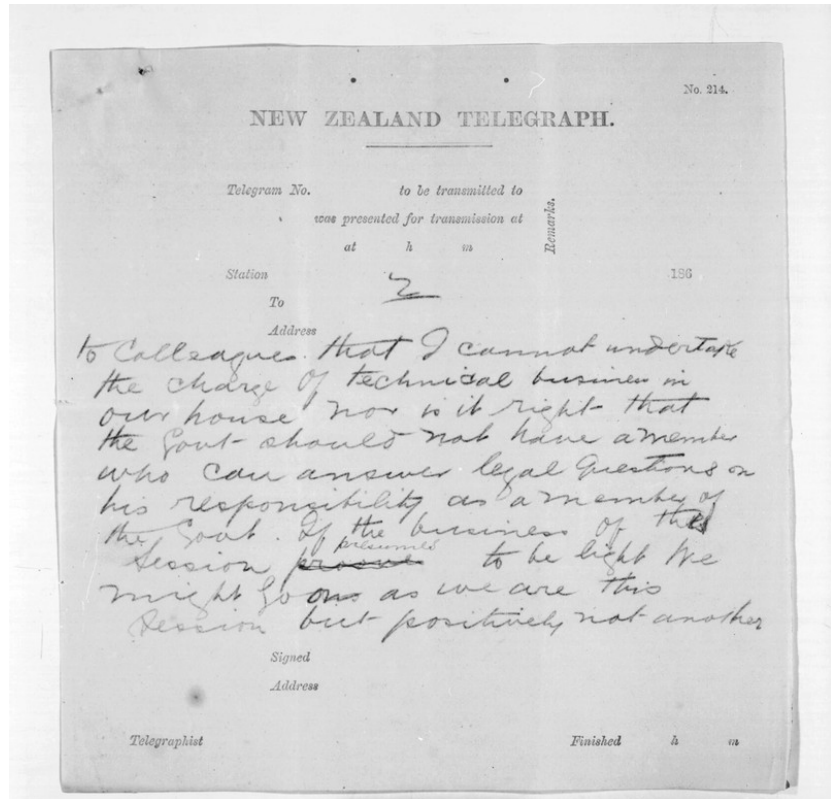 No. 214.
NEW ZEALAND TELEGRAPH.
Telegram No. to be transmitted to
was presented for transmission at
at h m
Remarks.
Station 186
2
To
Address
to Colleagues that I cannot undertake
the charge of technical business in
our house nor is it right that
the Govt should not have a member
who can answer legal questions on
his responsibility as a member of
the Govt. If the business of the
presumed
Session to be light We
might go on as we are this
Session but positively not another
Signed
Address
Telegraphist Finished h m